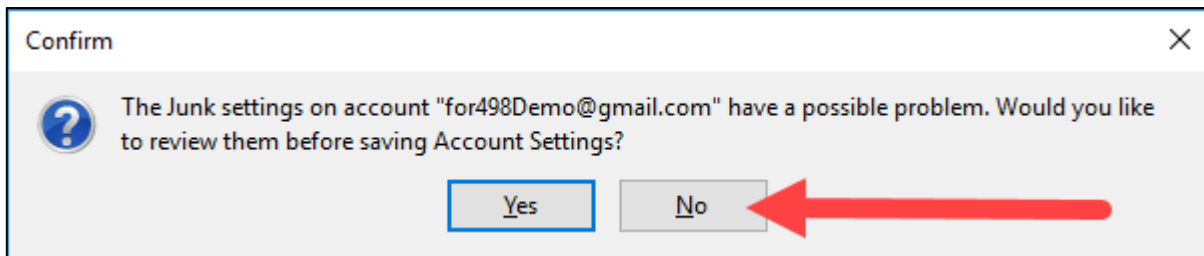 Confirm
The Junk settings on account "for498Demo@gmail.com" have a possible problem. Would you like
to review them before saving Account Settings?
Yes No